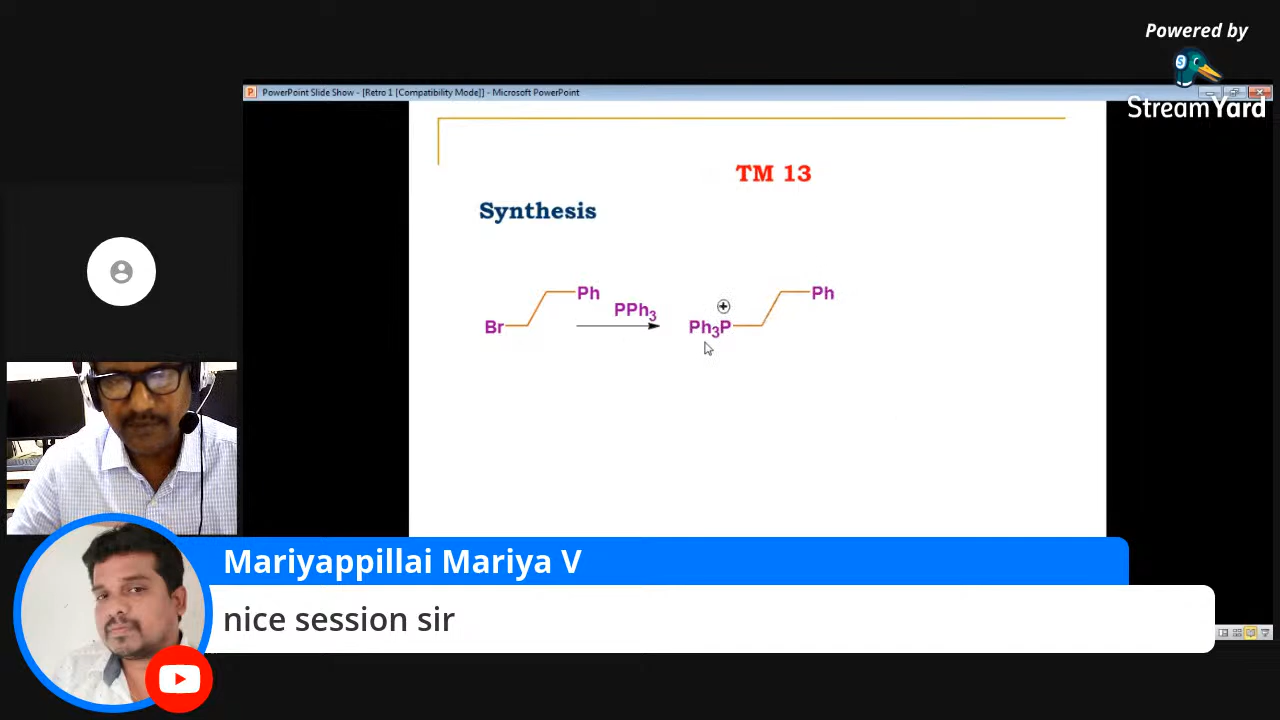 Powered by
S
StreamYard
PowerPoint Slide Show - [Retro 1 [Compatibility Mode]] - Microsoft PowerPoint
TM 13
Synthesis
Br Ph PPh3 Ph3P + Ph
Mariyappillai Mariya V
nice session sir